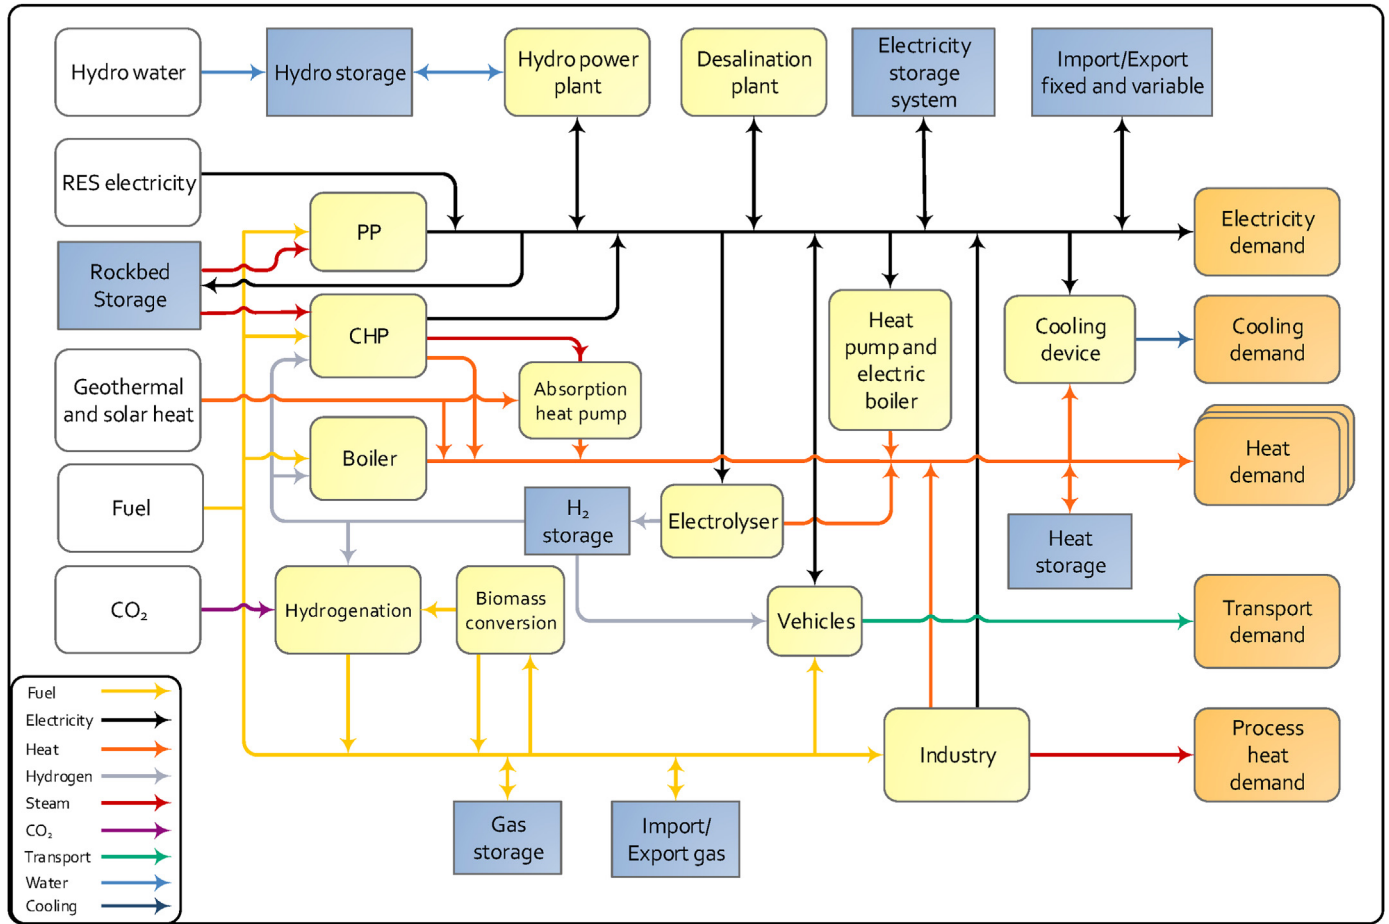 Hydro water
Hydro storage
Hydro power
plant
Desalination
plant
Electricity
storage
system
Import/Export
fixed and variable
RES electricity
PP
Electricity
demand
Rockbed
Storage
CHP
Heat
pump and
electric
boiler
Cooling
device
Cooling
demand
Geothermal
and solar heat
Absorption
heat pump
Boiler
Heat
demand
Fuel
H₂
storage
Electrolyser
Heat
storage
CO₂
Hydrogenation
Biomass
conversion
Vehicles
Transport
demand
Industry
Process
heat
demand
Gas
storage
Import/
Export gas
Fuel
Electricity
Heat
Hydrogen
Steam
CO₂
Transport
Water
Cooling